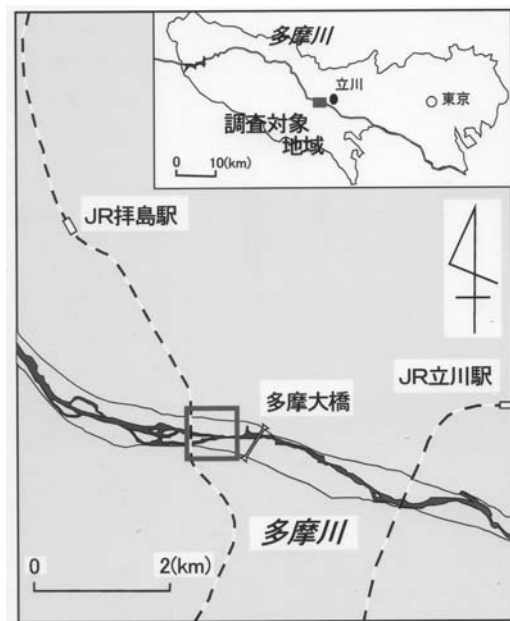 多摩川
立川
東京
調査対象
地域
0 10(km)
JR拝島駅
JR立川駅
多摩大橋
多摩川
0 2(km)